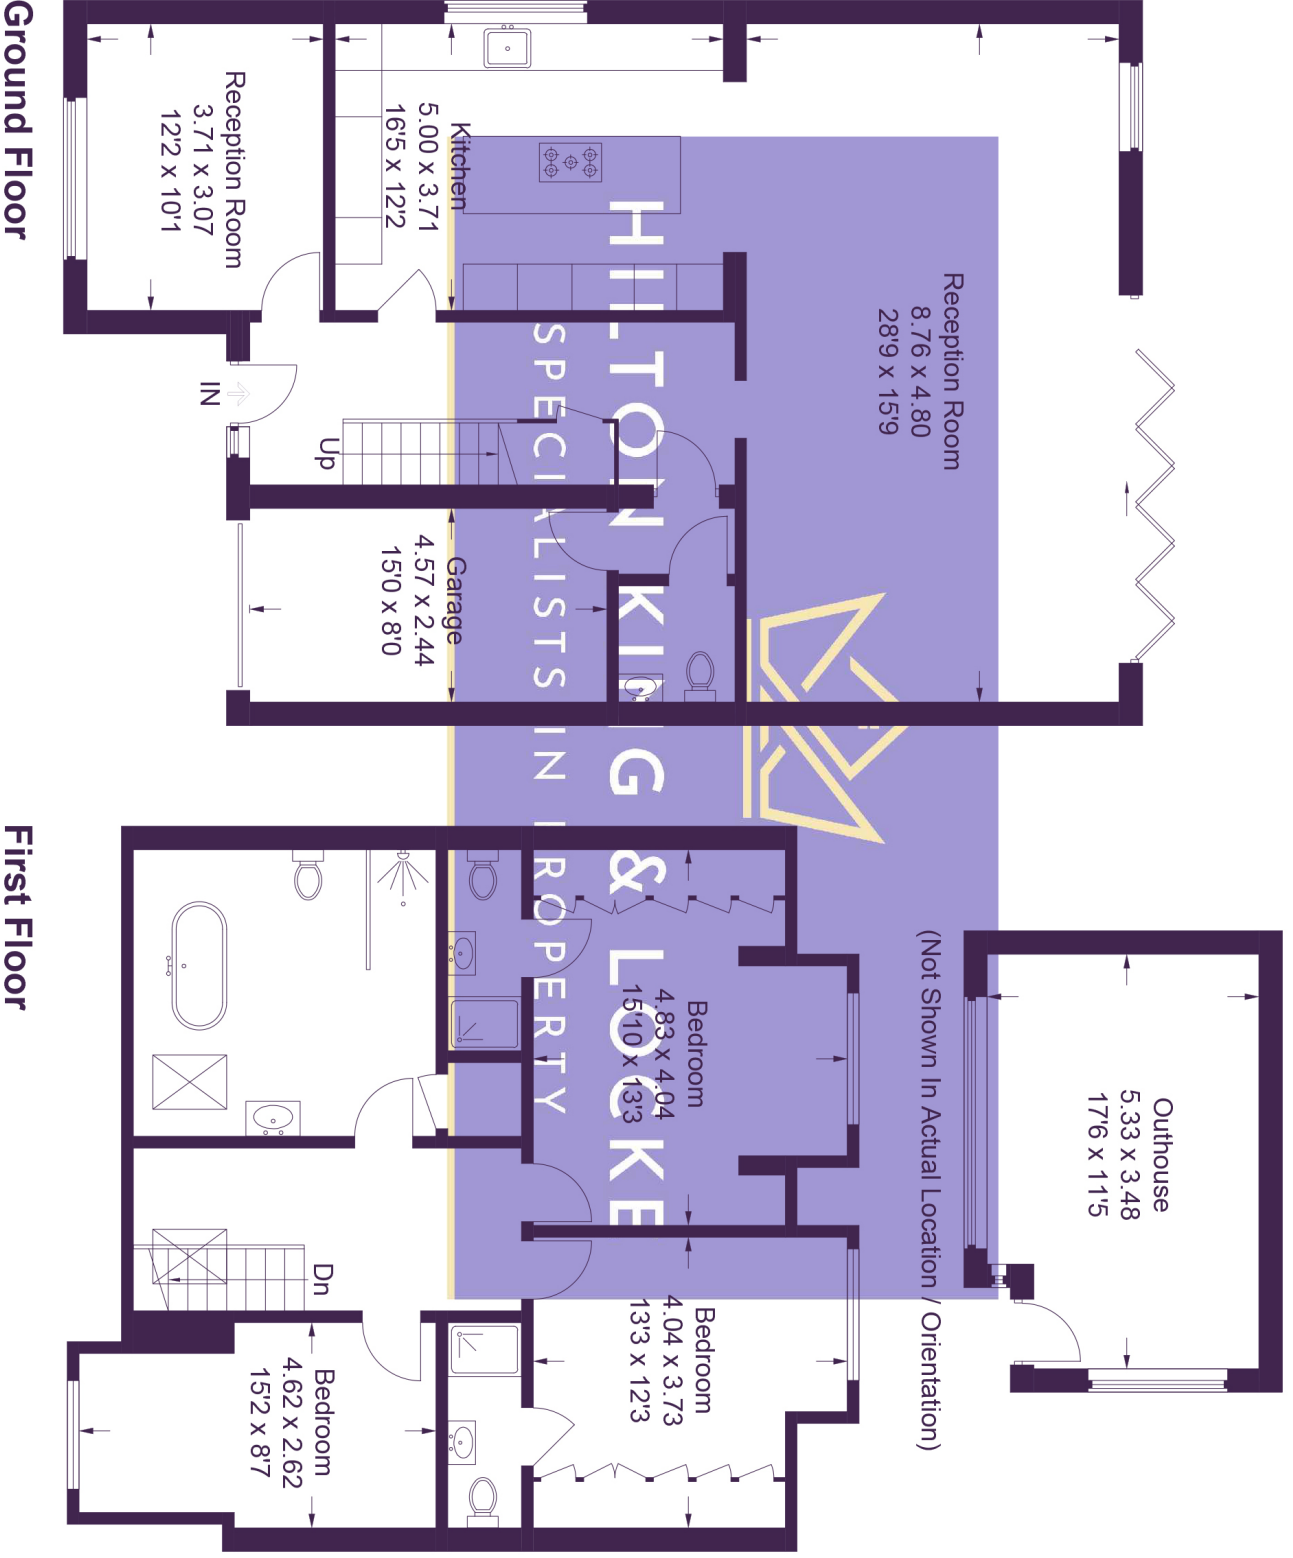 Reception Room
8.76 x 4.80
28'9 x 15'9
Kitchen
5.00 x 3.71
16'5 x 12'2
Reception Room
3.71 x 3.07
12'2 x 10'1
Up
IN
Garage
4.57 x 2.44
15'0 x 8'0
Ground Floor
Outhouse
5.33 x 3.48
17'6 x 11'5
(Not Shown In Actual Location / Orientation)
Bedroom
4.83 x 4.04
15'10 x 13'3
Bedroom
4.04 x 3.73
13'3 x 12'3
Dn
Bedroom
4.62 x 2.62
15'2 x 8'7
First Floor
HILTON KING & LOCKE
SPECIALISTS IN PROPERTY